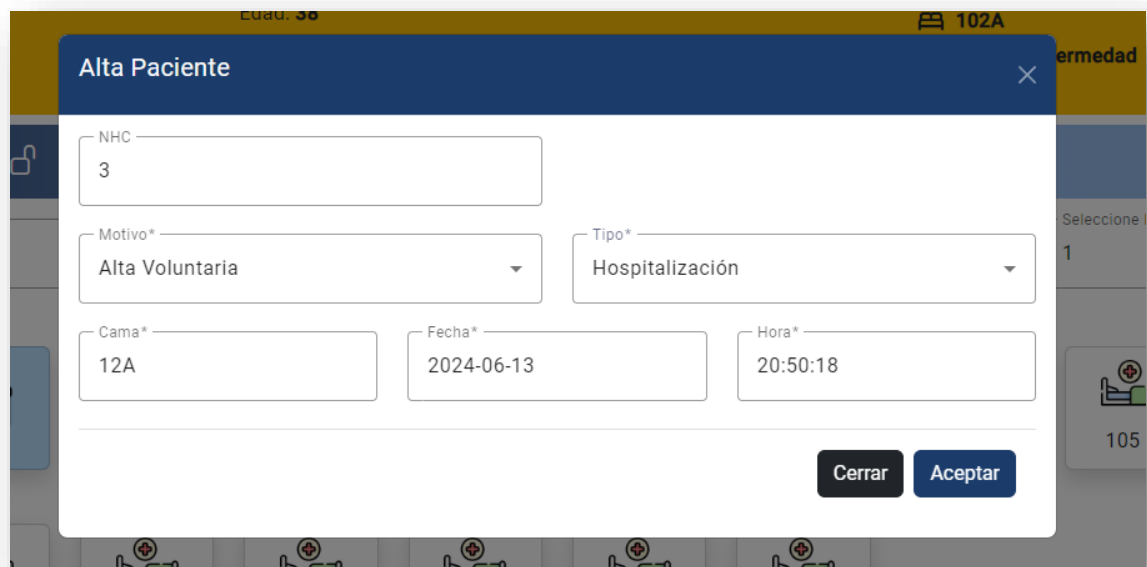 Edad: 38
102A
ermedad
Alta Paciente
NHC
3
Motivo* Tipo*
Alta Voluntaria Hospitalización
Seleccione
1
Cama* Fecha* Hora*
12A 2024-06-13 20:50:18
105
Cerrar Aceptar